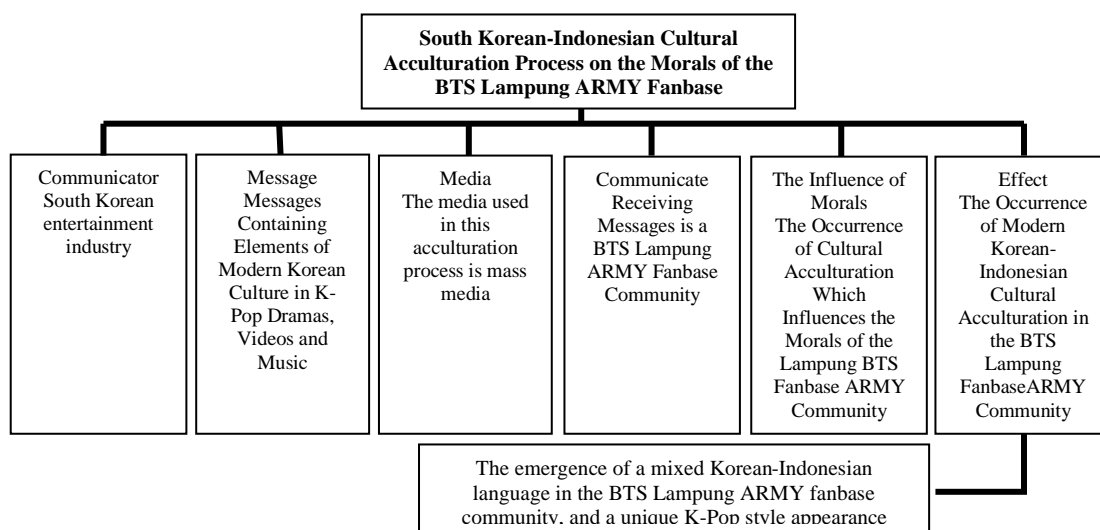 South Korean-Indonesian Cultural
Acculturation Process on the Morals of the
BTS Lampung ARMY Fanbase
Communicator
South Korean
entertainment
industry
Message
Messages
Containing
Elements of
Modern Korean
Culture in K-
Pop Dramas,
Videos and
Music
Media
The media used
in this
acculturation
process is mass
media
Communicate
Receiving
Messages is a
BTS Lampung
ARMY Fanbase
Community
The Influence of
Morals
The Occurrence
of Cultural
Acculturation
Which
Influences the
Morals of the
Lampung BTS
Fanbase ARMY
Community
Effect
The Occurrence
of Modern
Korean-
Indonesian
Cultural
Acculturation in
the BTS
Lampung
FanbaseARMY
Community
The emergence of a mixed Korean-Indonesian
language in the BTS Lampung ARMY fanbase
community, and a unique K-Pop style appearance